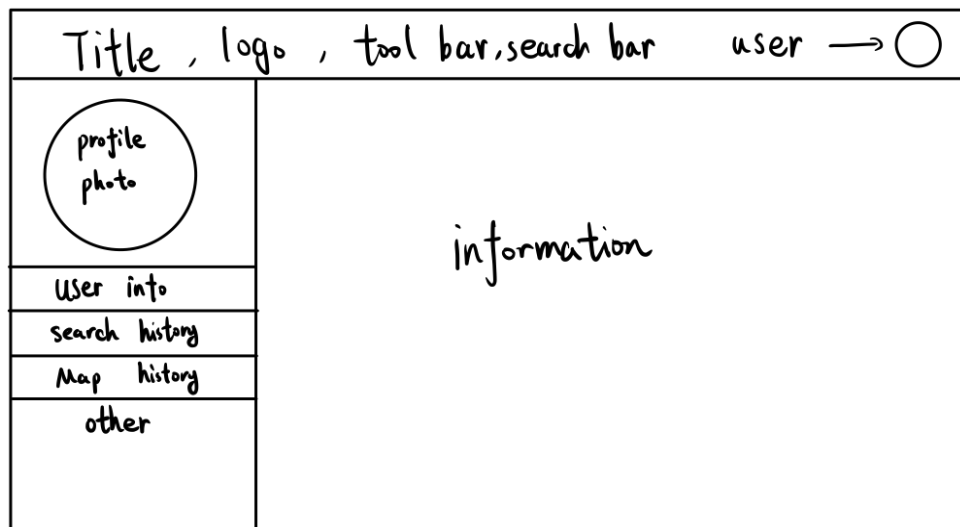 Title , logo , tool bar, search bar user →
profile
photo
information
user into
search history
Map history
other